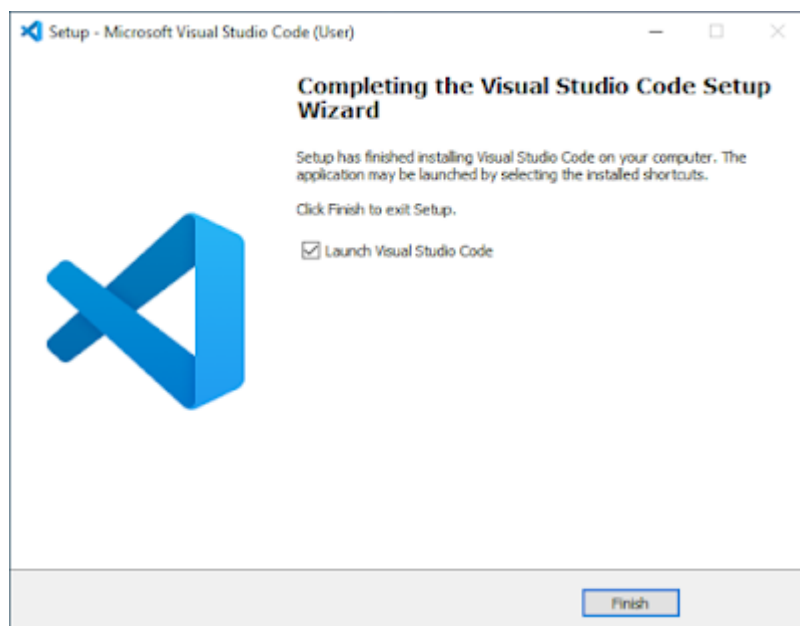 Setup - Microsoft Visual Studio Code (User)
Completing the Visual Studio Code Setup
Wizard
Setup has finished installing Visual Studio Code on your computer. The
application may be launched by selecting the installed shortcuts.
Click Finish to exit Setup.
Launch Visual Studio Code
Finish